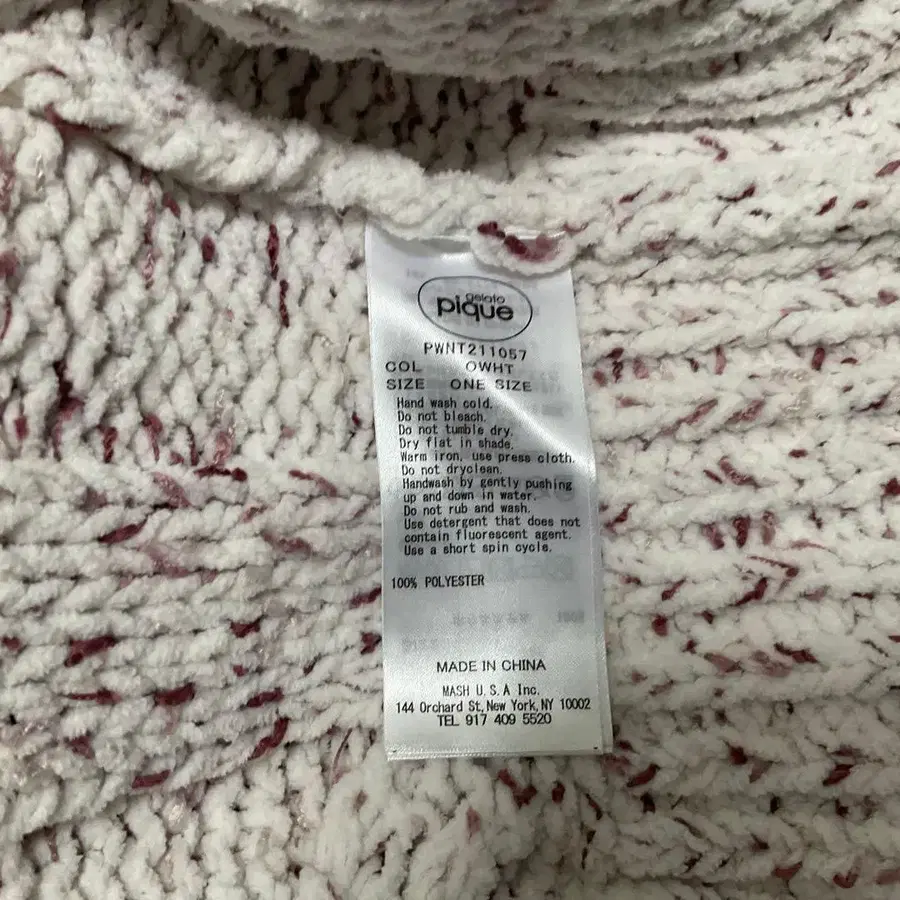 gelato
pique
PWNT211057
COL OWHT
SIZE ONE SIZE
Hand wash cold.
Do not bleach.
Do not tumble dry.
Dry flat in shade.
Warm iron, use press cloth.
Do not dryclean.
Handwash by gently pushing
up and down in water.
Do not rub and wash.
Use detergent that does not
contain fluorescent agent.
Use a short spin cycle.
100% POLYESTER
MADE IN CHINA
MASH U.S.A Inc.
144 Orchard St, New York, NY 10002
TEL 917 409 5520